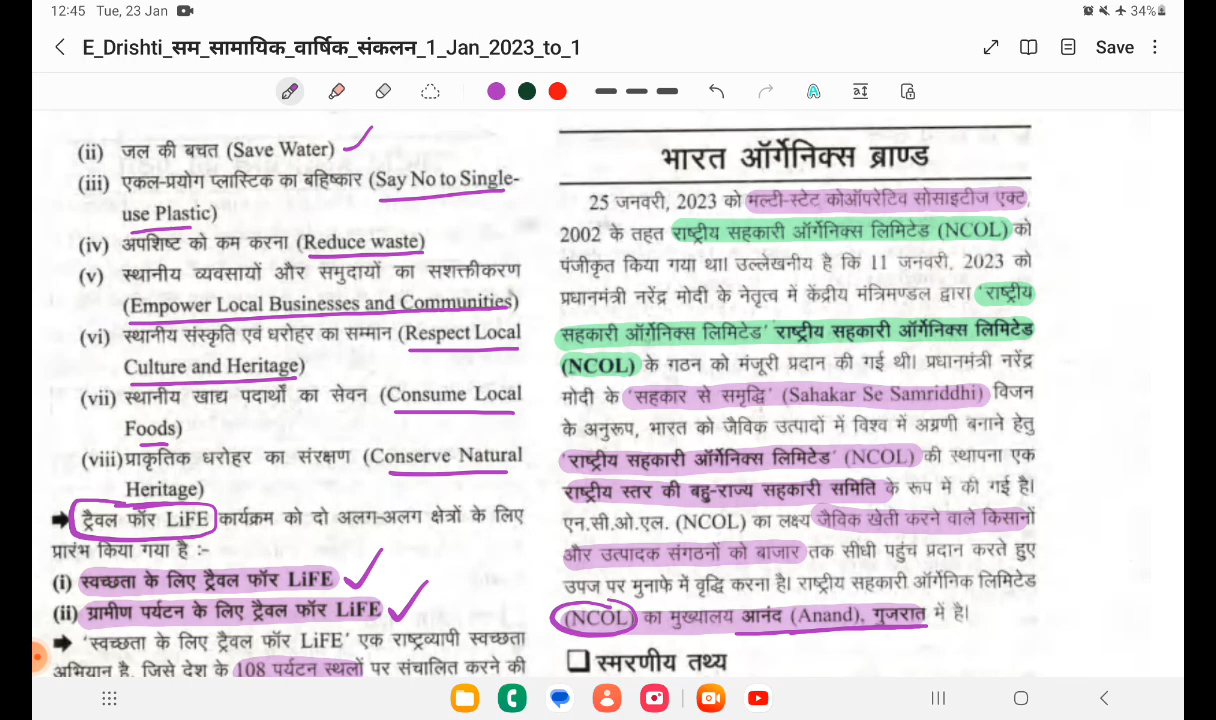 12:45 Tue, 23 Jan
34%
E_Drishti_सम_सामायिक_वार्षिक_संकलन_1_Jan_2023_to_1
Save
(ii) जल की बचत (Save Water)
(iii) एकल-प्रयोग प्लास्टिक का बहिष्कार (Say No to Single-
use Plastic)
(iv) अपशिष्ट को कम करना (Reduce waste)
(v) स्थानीय व्यवसायों और समुदायों का सशक्तीकरण
(Empower Local Businesses and Communities)
(vi) स्थानीय संस्कृति एवं धरोहर का सम्मान (Respect Local
Culture and Heritage)
(vii) स्थानीय खाद्य पदार्थों का सेवन (Consume Local
Foods)
(viii) प्राकृतिक धरोहर का संरक्षण (Conserve Natural
Heritage)
➡ ट्रैवल फॉर LiFE कार्यक्रम को दो अलग-अलग क्षेत्रों के लिए
प्रारंभ किया गया है :-
(i) स्वच्छता के लिए ट्रैवल फॉर LiFE
(ii) ग्रामीण पर्यटन के लिए ट्रैवल फॉर LiFE
➡ 'स्वच्छता के लिए ट्रैवल फॉर LiFE' एक राष्ट्रव्यापी स्वच्छता
अभियान है, जिसे देश के 108 पर्यटन स्थलों पर संचालित करने की
भारत ऑर्गेनिक्स ब्राण्ड
25 जनवरी, 2023 को मल्टी-स्टेट कोऑपरेटिव सोसाइटीज एक्ट,
2002 के तहत राष्ट्रीय सहकारी ऑर्गेनिक्स लिमिटेड (NCOL) को
पंजीकृत किया गया था। उल्लेखनीय है कि 11 जनवरी, 2023 को
प्रधानमंत्री नरेंद्र मोदी के नेतृत्व में केंद्रीय मंत्रिमण्डल द्वारा 'राष्ट्रीय
सहकारी ऑर्गेनिक्स लिमिटेड' राष्ट्रीय सहकारी ऑर्गेनिक्स लिमिटेड
(NCOL) के गठन को मंजूरी प्रदान की गई थी। प्रधानमंत्री नरेंद्र
मोदी के 'सहकार से समृद्धि' (Sahakar Se Samriddhi) विजन
के अनुरूप, भारत को जैविक उत्पादों में विश्व में अग्रणी बनाने हेतु
'राष्ट्रीय सहकारी ऑर्गेनिक्स लिमिटेड' (NCOL) की स्थापना एक
राष्ट्रीय स्तर की बहु-राज्य सहकारी समिति के रूप में की गई है।
एन.सी.ओ.एल. (NCOL) का लक्ष्य जैविक खेती करने वाले किसानों
और उत्पादक संगठनों को बाजार तक सीधी पहुंच प्रदान करते हुए
उपज पर मुनाफे में वृद्धि करना है। राष्ट्रीय सहकारी ऑर्गेनिक लिमिटेड
(NCOL) का मुख्यालय आनंद (Anand), गुजरात में है।
❑ स्मरणीय तथ्य